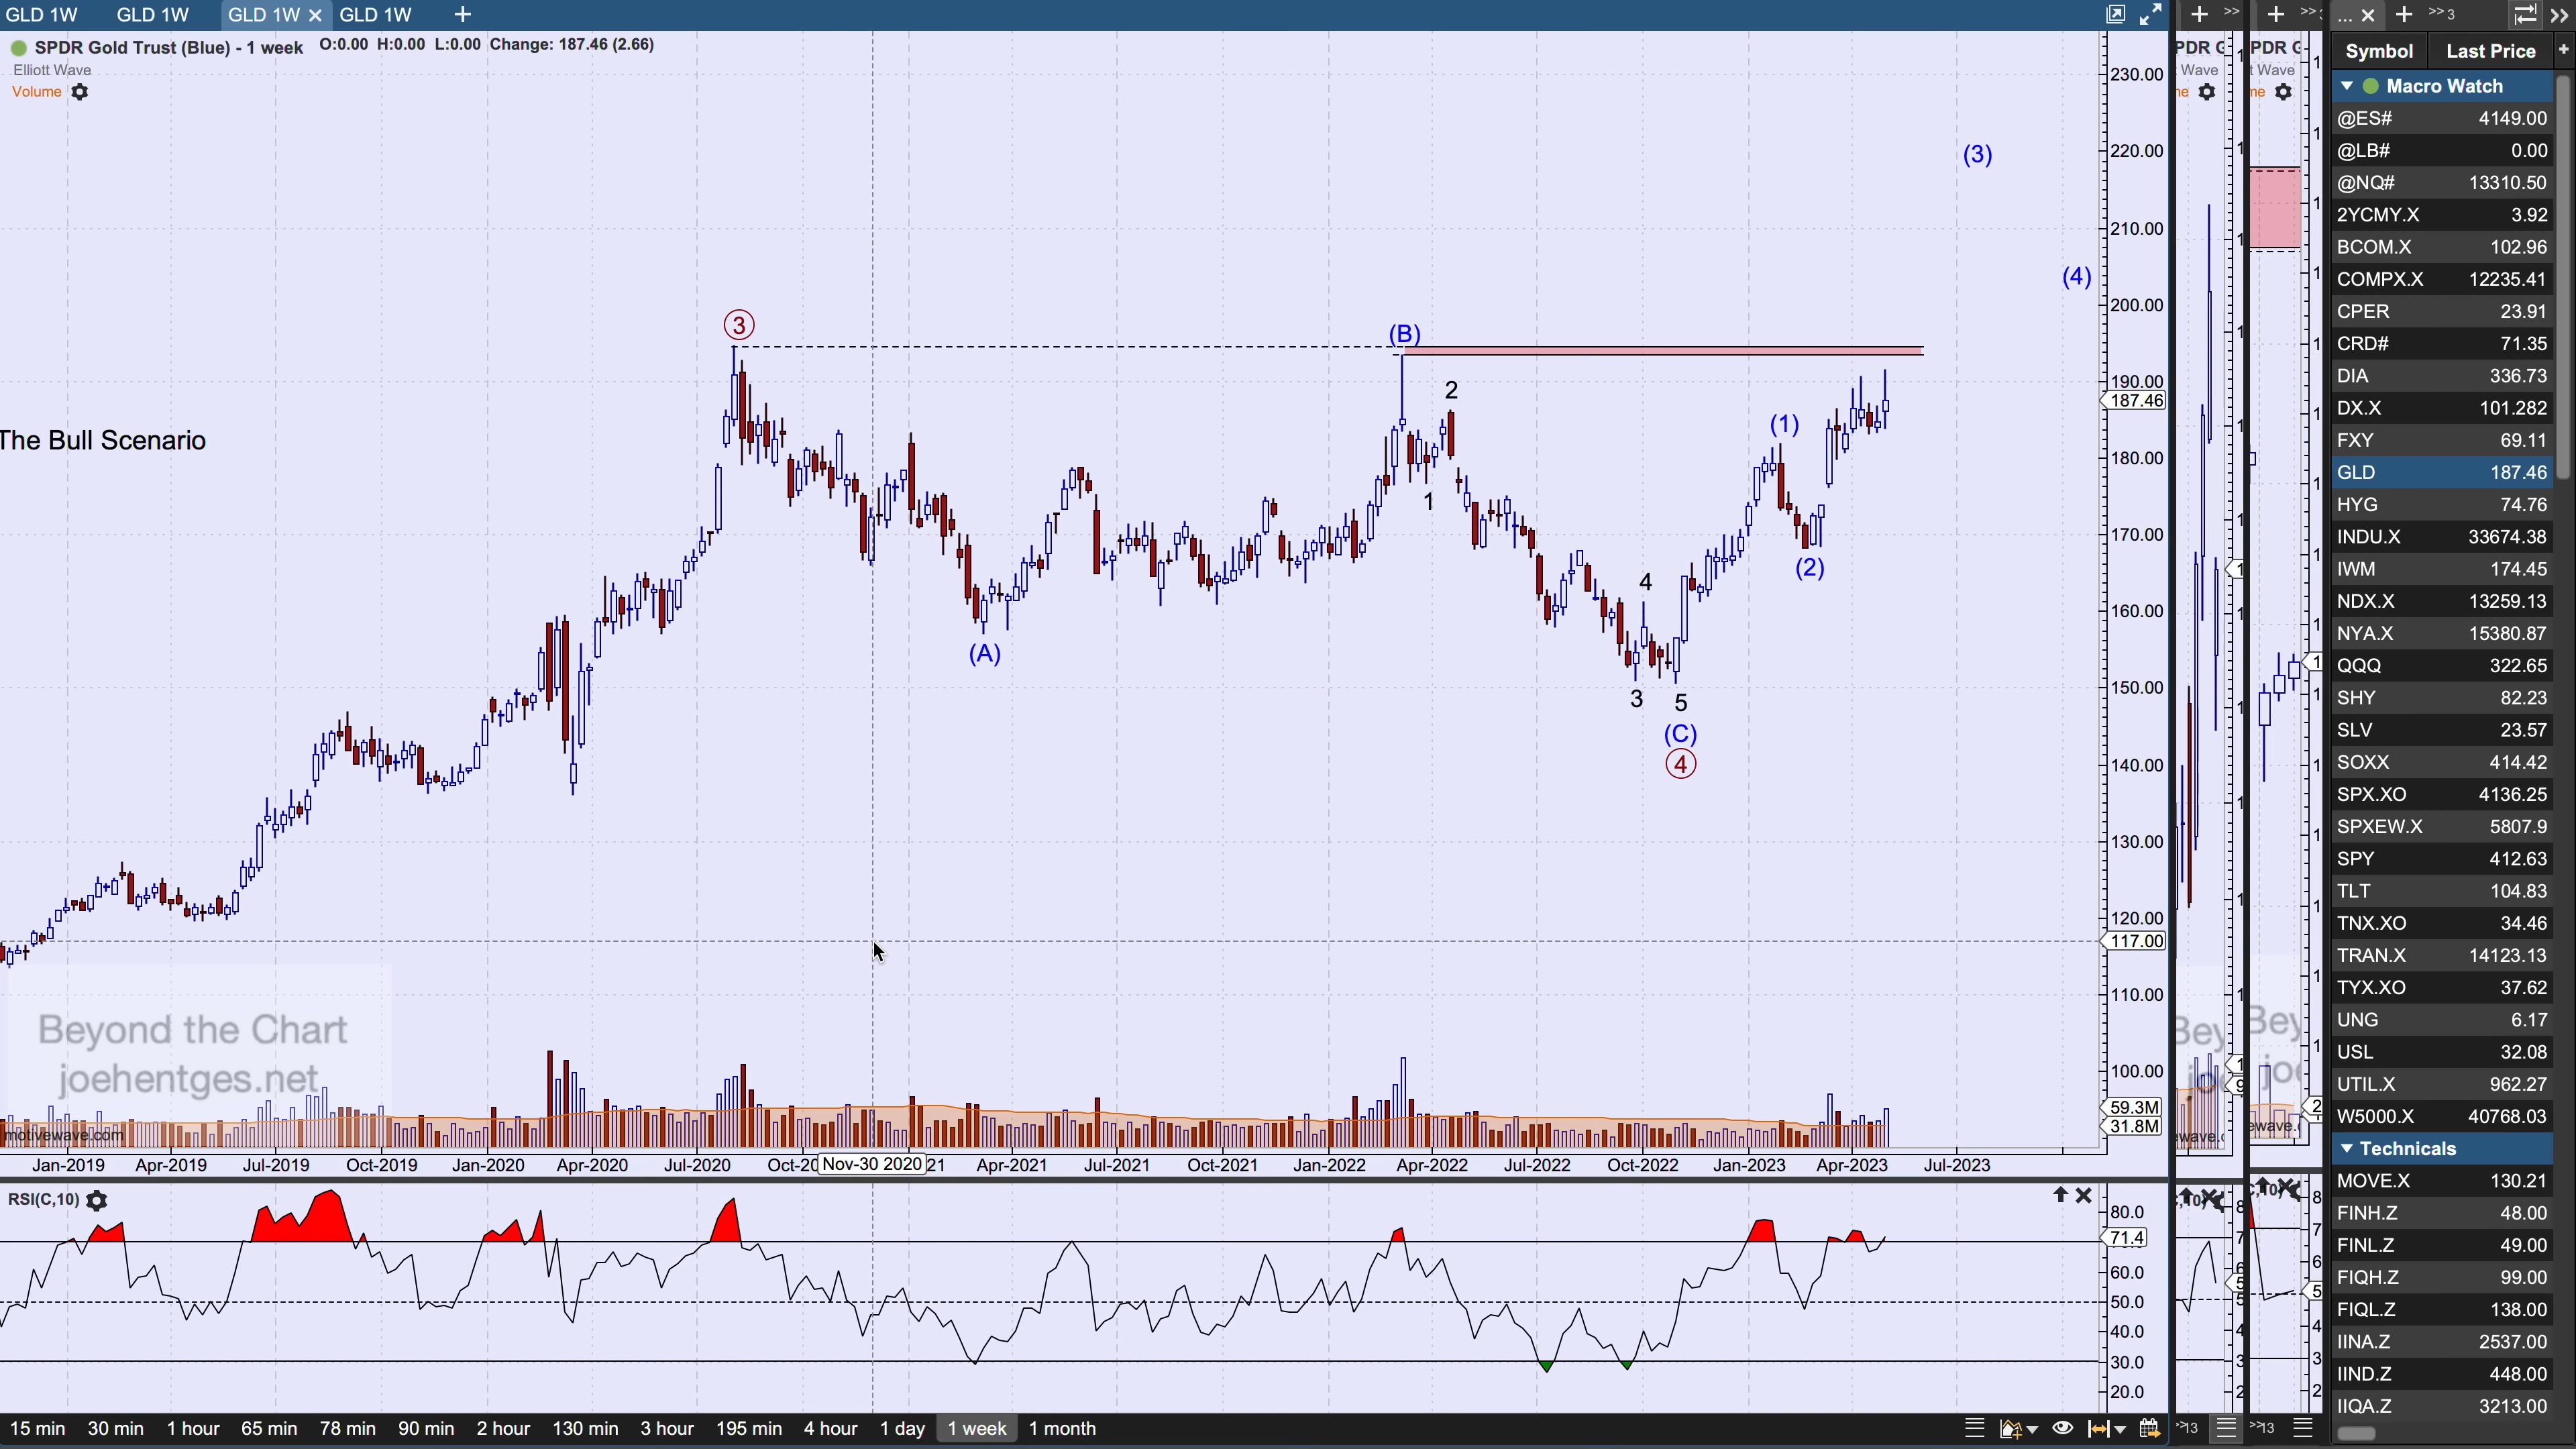 GLD 1W GLD 1W GLD 1W GLD 1W
SPDR Gold Trust (Blue) - 1 week O:0.00 H:0.00 L:0.00 Change: 187.46 (2.66)
Elliott Wave
Volume
The Bull Scenario
3
(A)
(B)
1
2
3
4
5
(C)
4
(1)
(2)
(3)
(4)
230.00
220.00
210.00
200.00
190.00
187.46
180.00
170.00
160.00
150.00
140.00
130.00
120.00
117.00
110.00
100.00
59.3M
31.8M
Beyond the Chart
joehentges.net
motivewave.com
Jan-2019 Apr-2019 Jul-2019 Oct-2019 Jan-2020 Apr-2020 Jul-2020 Nov-30 2020 Apr-2021 Jul-2021 Oct-2021 Jan-2022 Apr-2022 Jul-2022 Oct-2022 Jan-2023 Apr-2023 Jul-2023
RSI(C,10)
80.0
71.4
60.0
50.0
40.0
30.0
20.0
15 min 30 min 1 hour 65 min 78 min 90 min 2 hour 130 min 3 hour 195 min 4 hour 1 day 1 week 1 month
Symbol Last Price
Macro Watch
@ES# 4149.00
@LB# 0.00
@NQ# 13310.50
2YCMY.X 3.92
BCOM.X 102.96
COMPX.X 12235.41
CPER 23.91
CRD# 71.35
DIA 336.73
DX.X 101.282
FXY 69.11
GLD 187.46
HYG 74.76
INDU.X 33674.38
IWM 174.45
NDX.X 13259.13
NYA.X 15380.87
QQQ 322.65
SHY 82.23
SLV 23.57
SOXX 414.42
SPX.XO 4136.25
SPXEW.X 5807.9
SPY 412.63
TLT 104.83
TNX.XO 34.46
TRAN.X 14123.13
TYX.XO 37.62
UNG 6.17
USL 32.08
UTIL.X 962.27
W5000.X 40768.03
Technicals
MOVE.X 130.21
FINH.Z 48.00
FINL.Z 49.00
FIQH.Z 99.00
FIQL.Z 138.00
IINA.Z 2537.00
IIND.Z 448.00
IIQA.Z 3213.00